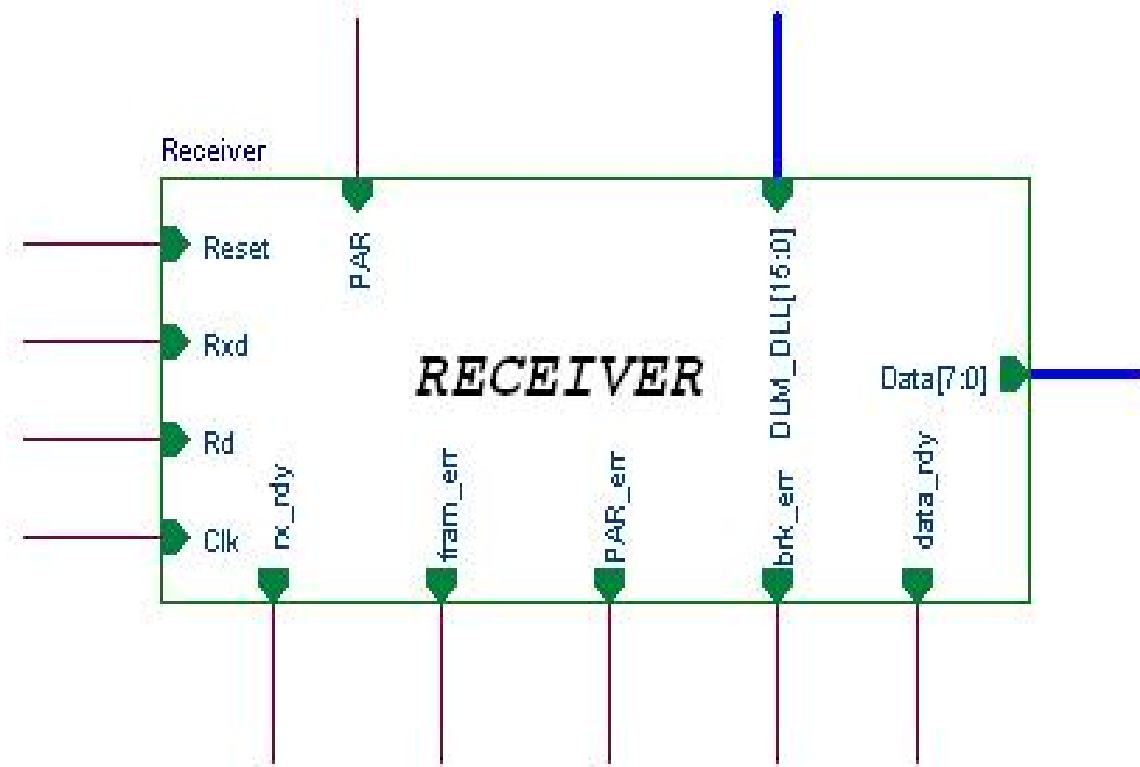 Receiver
PAR
DLM_DLL[15:0]
Reset
Rxd
Rd
Clk
RECEIVER
Data[7:0]
rx_rdy
fram_err
PAR_err
brk_err
data_rdy